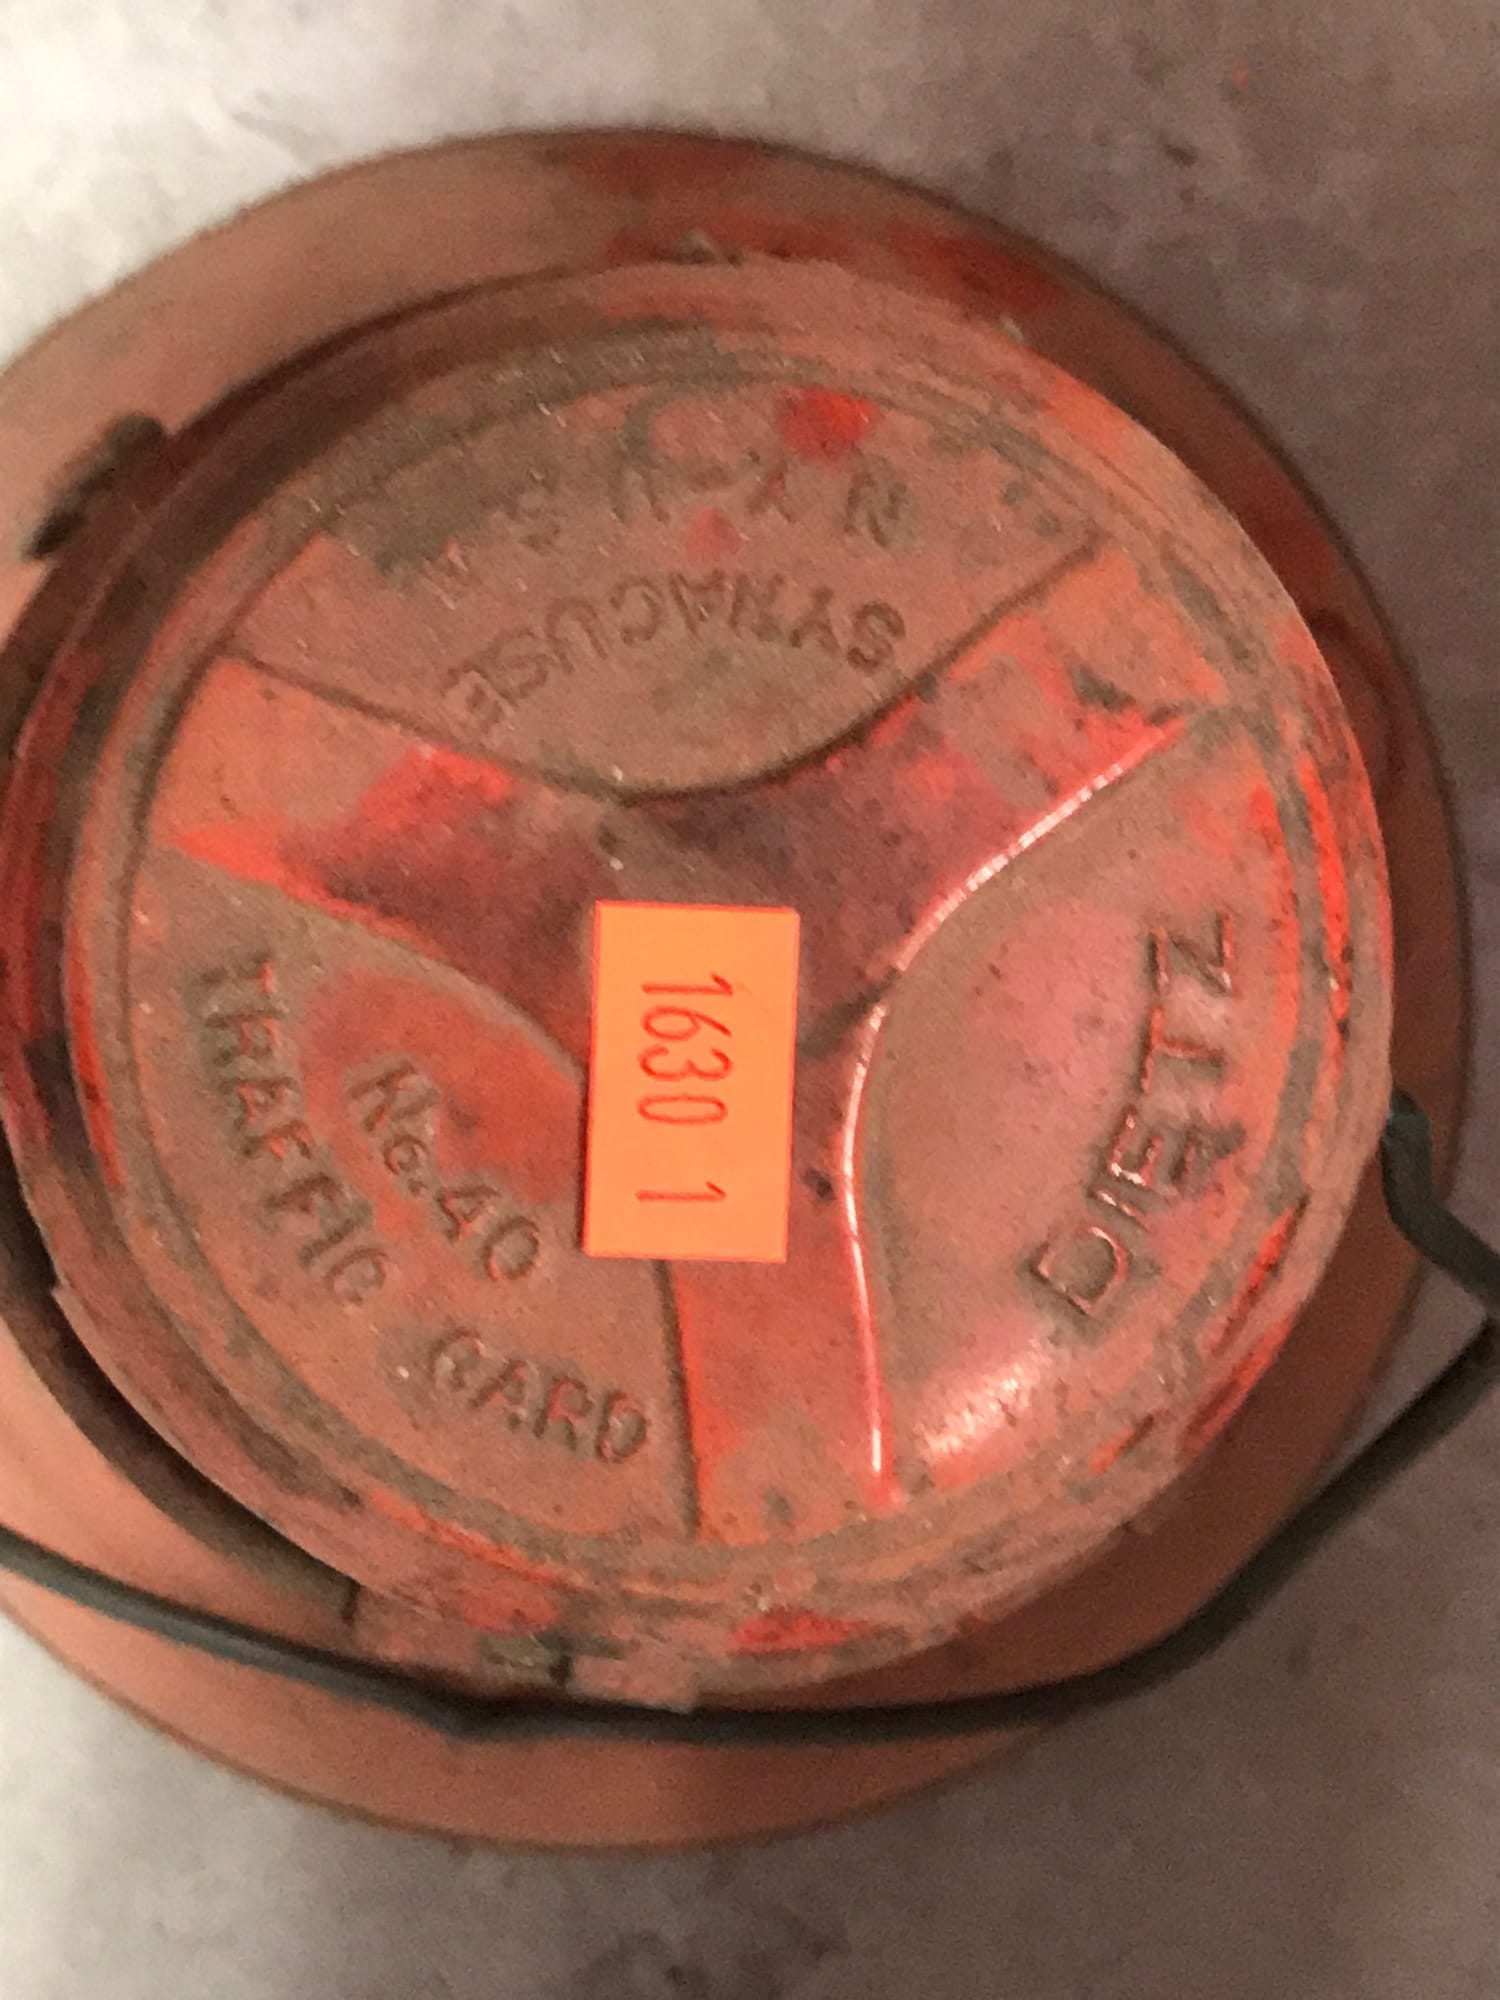 DIETZ
No. 40
TRAFFIC GARD
SYRACUSE
N Y U S A
1630 1